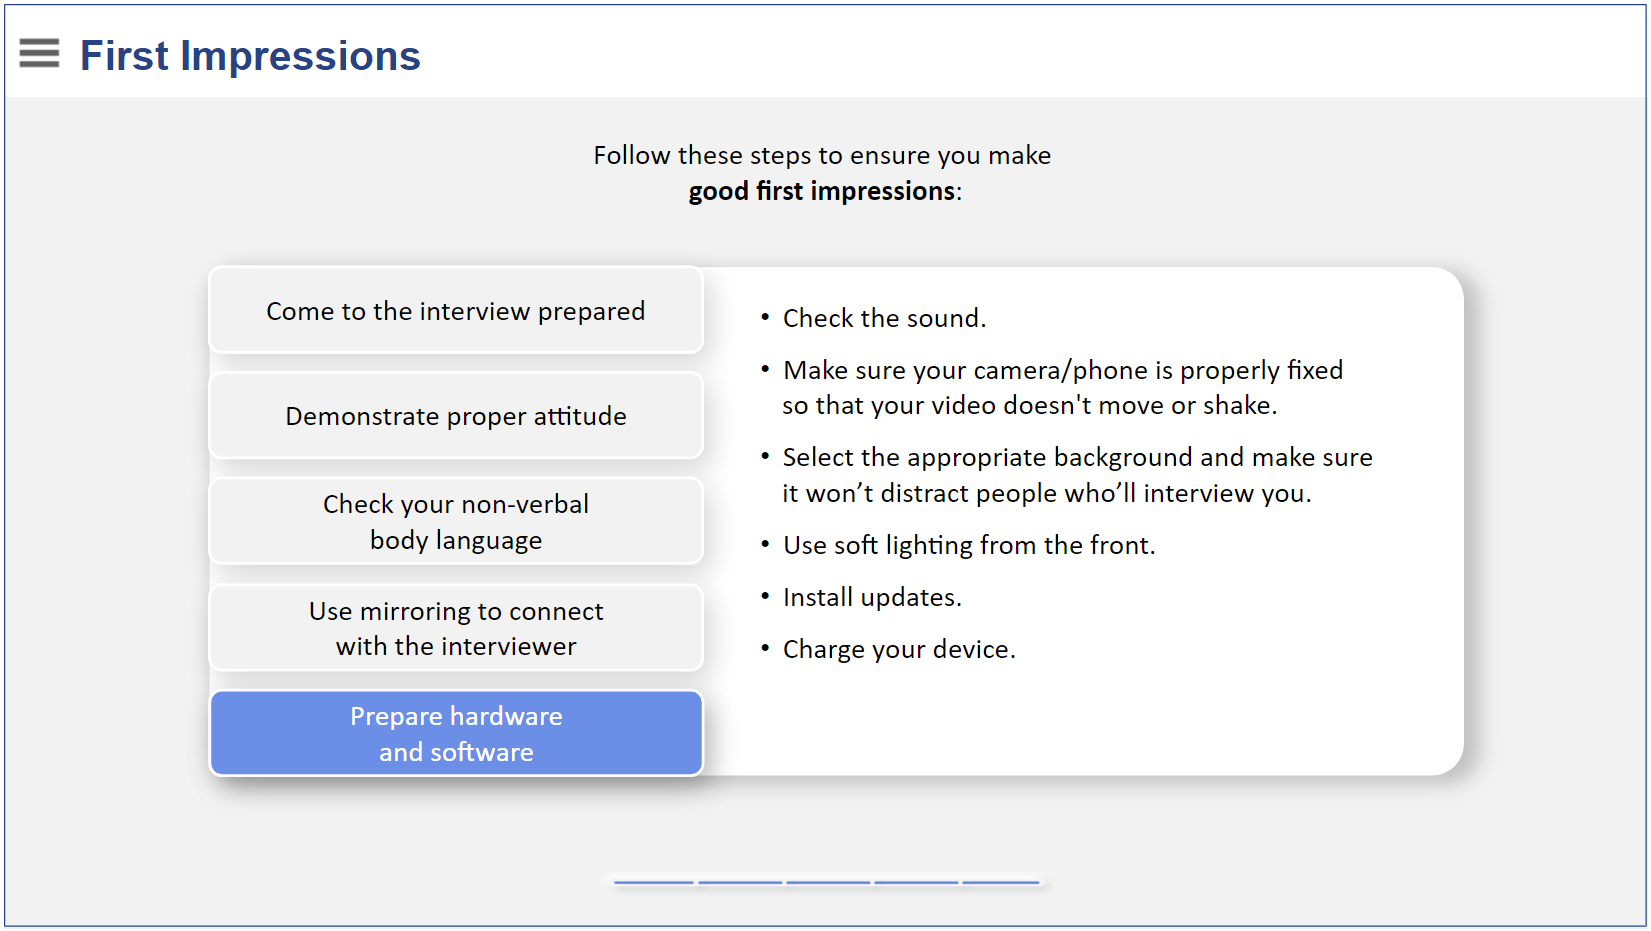 First Impressions
Follow these steps to ensure you make
good first impressions:
Come to the interview prepared
Demonstrate proper attitude
Check your non-verbal
body language
Use mirroring to connect
with the interviewer
Prepare hardware
and software
• Check the sound.
• Make sure your camera/phone is properly fixed
so that your video doesn't move or shake.
• Select the appropriate background and make sure
it won’t distract people who’ll interview you.
• Use soft lighting from the front.
• Install updates.
• Charge your device.